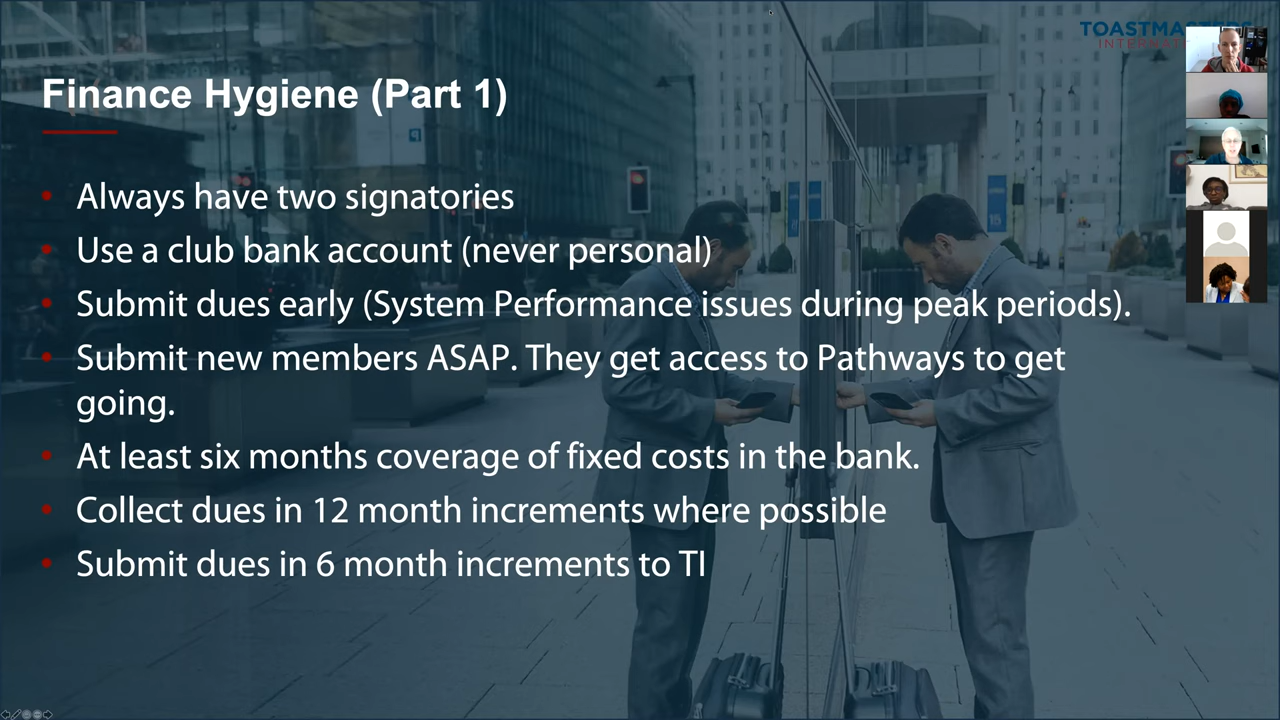 Finance Hygiene (Part 1)
• Always have two signatories
• Use a club bank account (never personal)
• Submit dues early (System Performance issues during peak periods).
• Submit new members ASAP. They get access to Pathways to get
going.
• At least six months coverage of fixed costs in the bank.
• Collect dues in 12 month increments where possible
• Submit dues in 6 month increments to TI
15